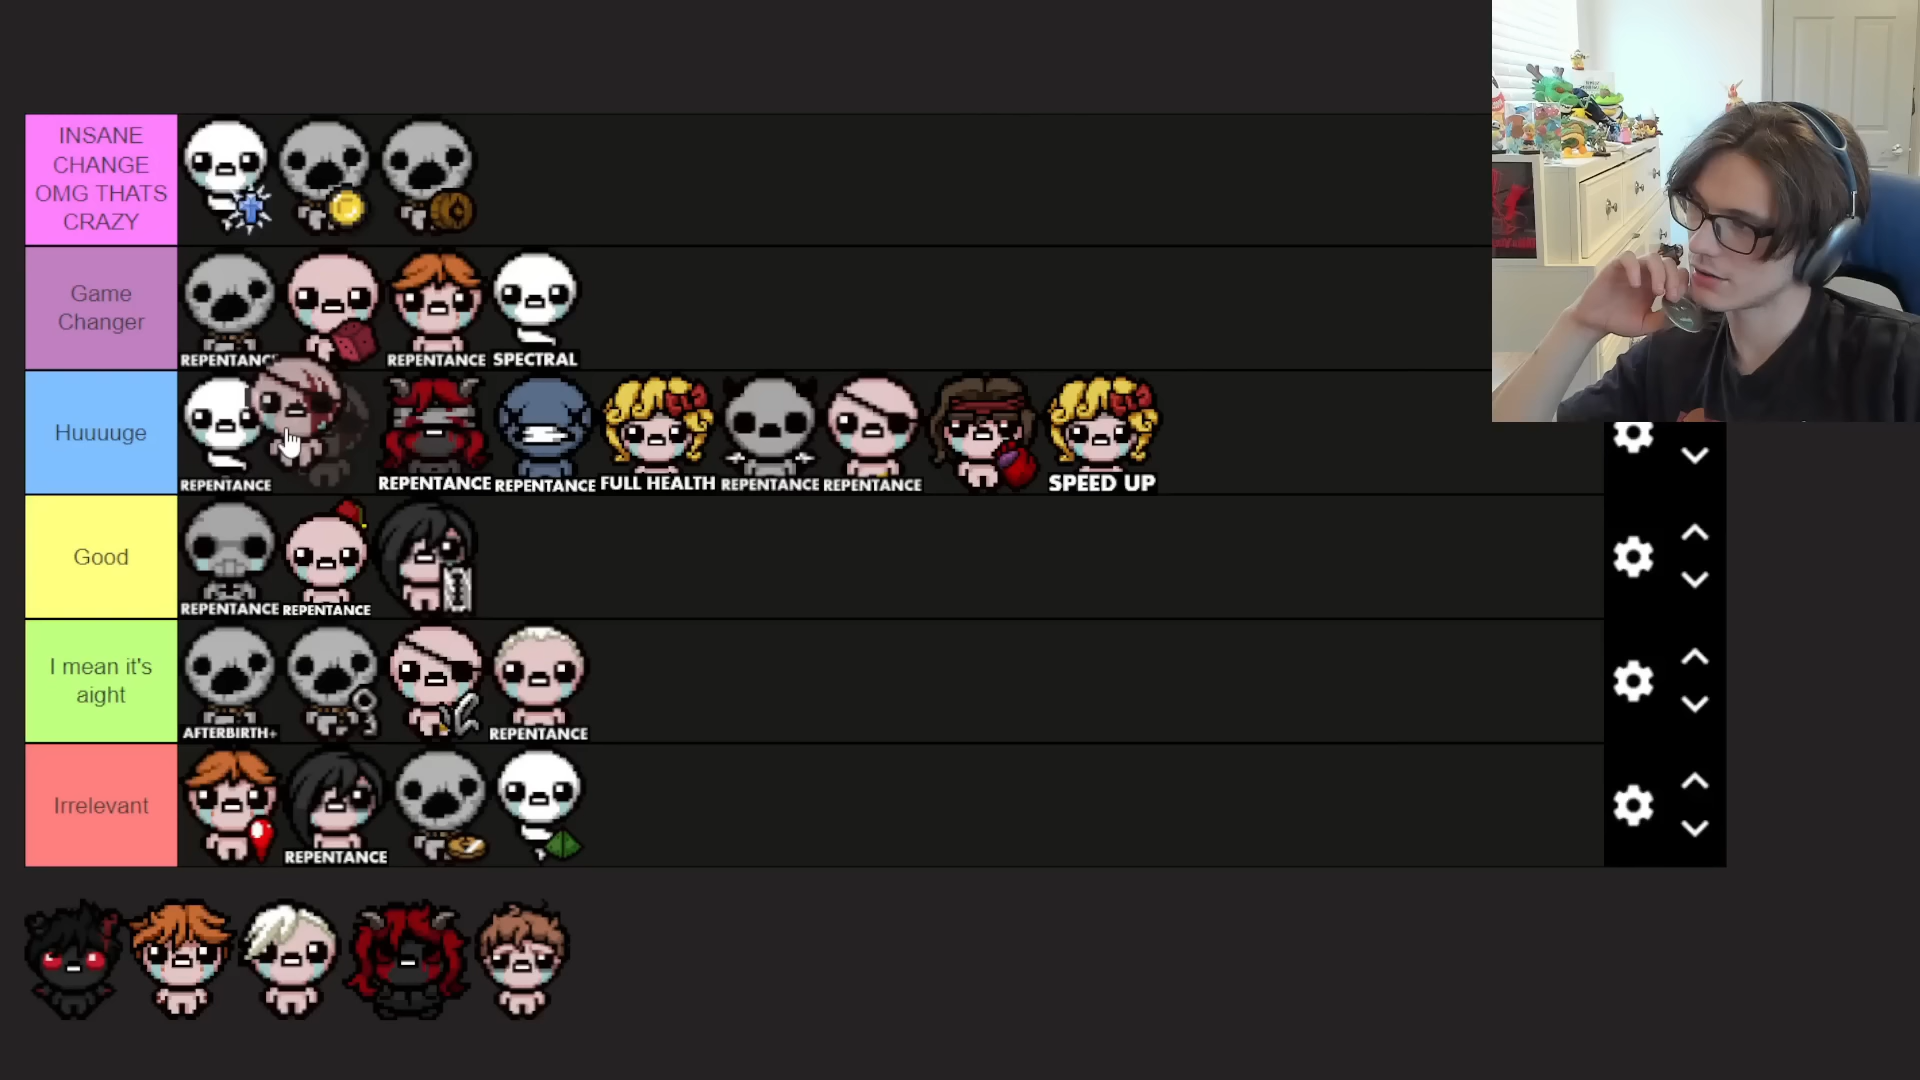 INSANE
CHANGE
OMG THATS
CRAZY
Game
Changer
REPENTANCE
REPENTANCE SPECTRAL
Huuuuge
REPENTANCE
REPENTANCE REPENTANCE FULL HEALTH REPENTANCE REPENTANCE
SPEED UP
Good
REPENTANCE REPENTANCE
I mean it's
aight
AFTERBIRTH+
REPENTANCE
Irrelevant
REPENTANCE